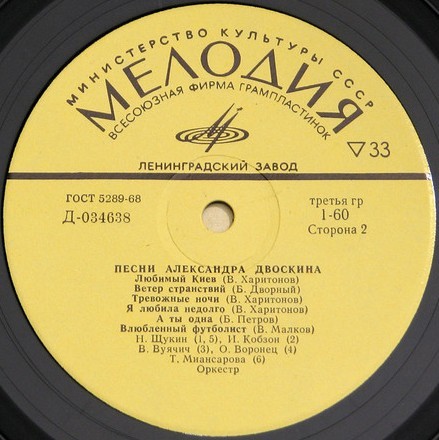 МИНИСТЕРСТВО КУЛЬТУРЫ СССР
МЕЛОДИЯ
ВСЕСОЮЗНАЯ ФИРМА ГРАМПЛАСТИНОК
▽33
ЛЕНИНГРАДСКИЙ ЗАВОД
ГОСТ 5289-68
Д-034638
третья гр
1-60
Сторона 2
ПЕСНИ АЛЕКСАНДРА ДВОСКИНА
Любимый Киев (В. Харитонов)
Ветер странствий (Б. Дворный)
Тревожные ночи (В. Харитонов)
Я любила недолго (В. Харитонов)
А ты одна (Б. Петров)
Влюбленный футболист (В. Малков)
Н. Щукин (1, 5), И. Кобзон (2)
В. Вуячич (3), О. Воронец (4)
Т. Миансарова (6)
Оркестр